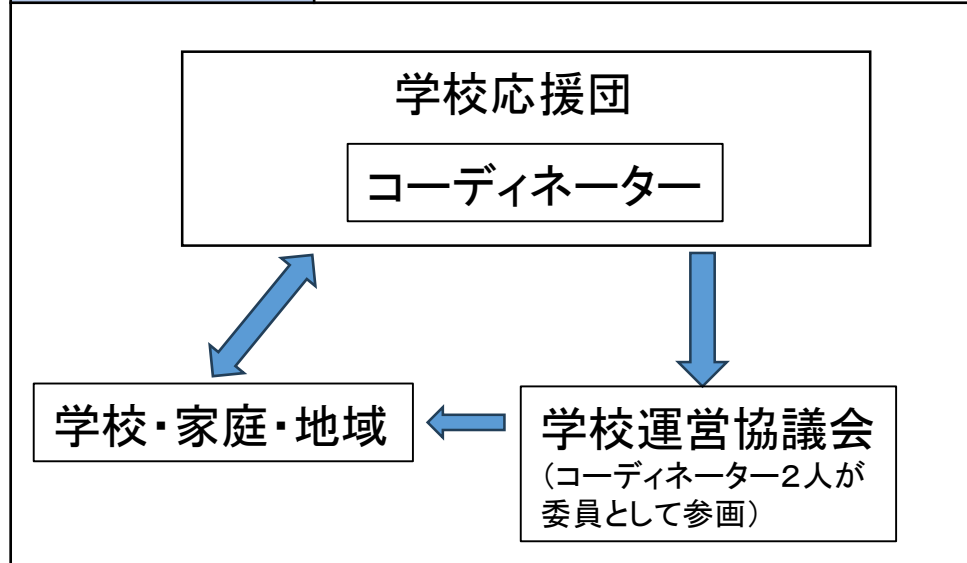 学校応援団
コーディネーター
学校・家庭・地域
学校運営協議会
（コーディネーター２人が
委員として参画）